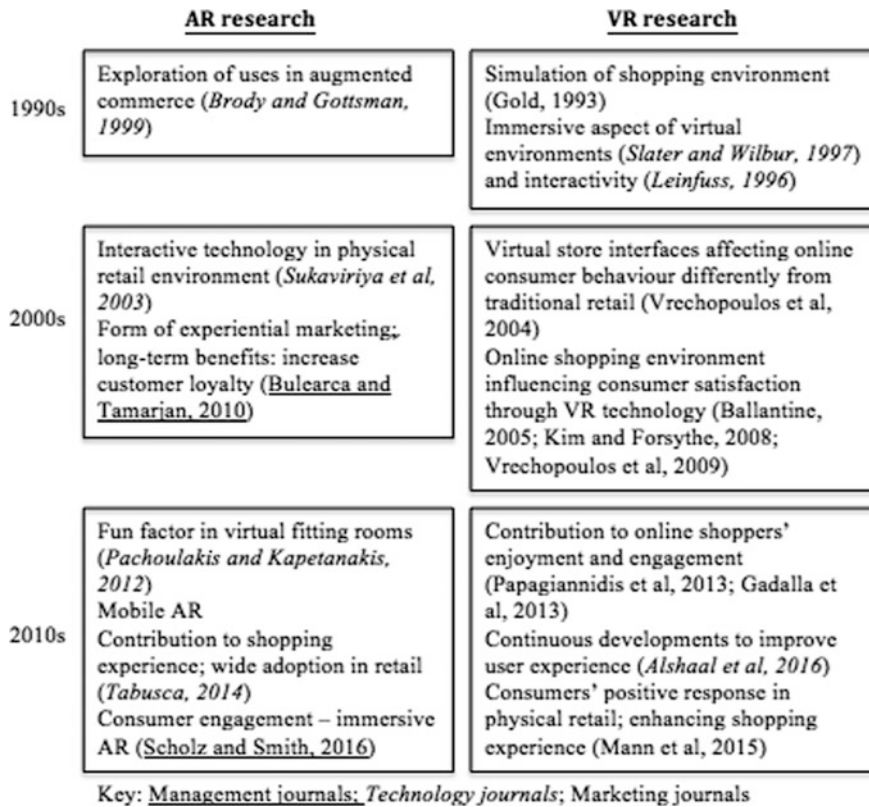 AR research
VR research
1990s
Exploration of uses in augmented
commerce (Brody and Gottsman,
1999)
Simulation of shopping environment
(Gold, 1993)
Immersive aspect of virtual
environments (Slater and Wilbur, 1997)
and interactivity (Leinfuss, 1996)
2000s
Interactive technology in physical
retail environment (Sukaviriya et al,
2003)
Form of experiential marketing;
long-term benefits: increase
customer loyalty (Bulearca and
Tamarjan, 2010)
Virtual store interfaces affecting online
consumer behaviour differently from
traditional retail (Vrechopoulos et al,
2004)
Online shopping environment
influencing consumer satisfaction
through VR technology (Ballantine,
2005; Kim and Forsythe, 2008;
Vrechopoulos et al, 2009)
2010s
Fun factor in virtual fitting rooms
(Pachoulakis and Kapetanakis,
2012)
Mobile AR
Contribution to shopping
experience; wide adoption in retail
(Tabusca, 2014)
Consumer engagement – immersive
AR (Scholz and Smith, 2016)
Contribution to online shoppers'
enjoyment and engagement
(Papagiannidis et al, 2013; Gadalla et
al, 2013)
Continuous developments to improve
user experience (Alshaal et al, 2016)
Consumers' positive response in
physical retail; enhancing shopping
experience (Mann et al, 2015)
Key: Management journals; Technology journals; Marketing journals